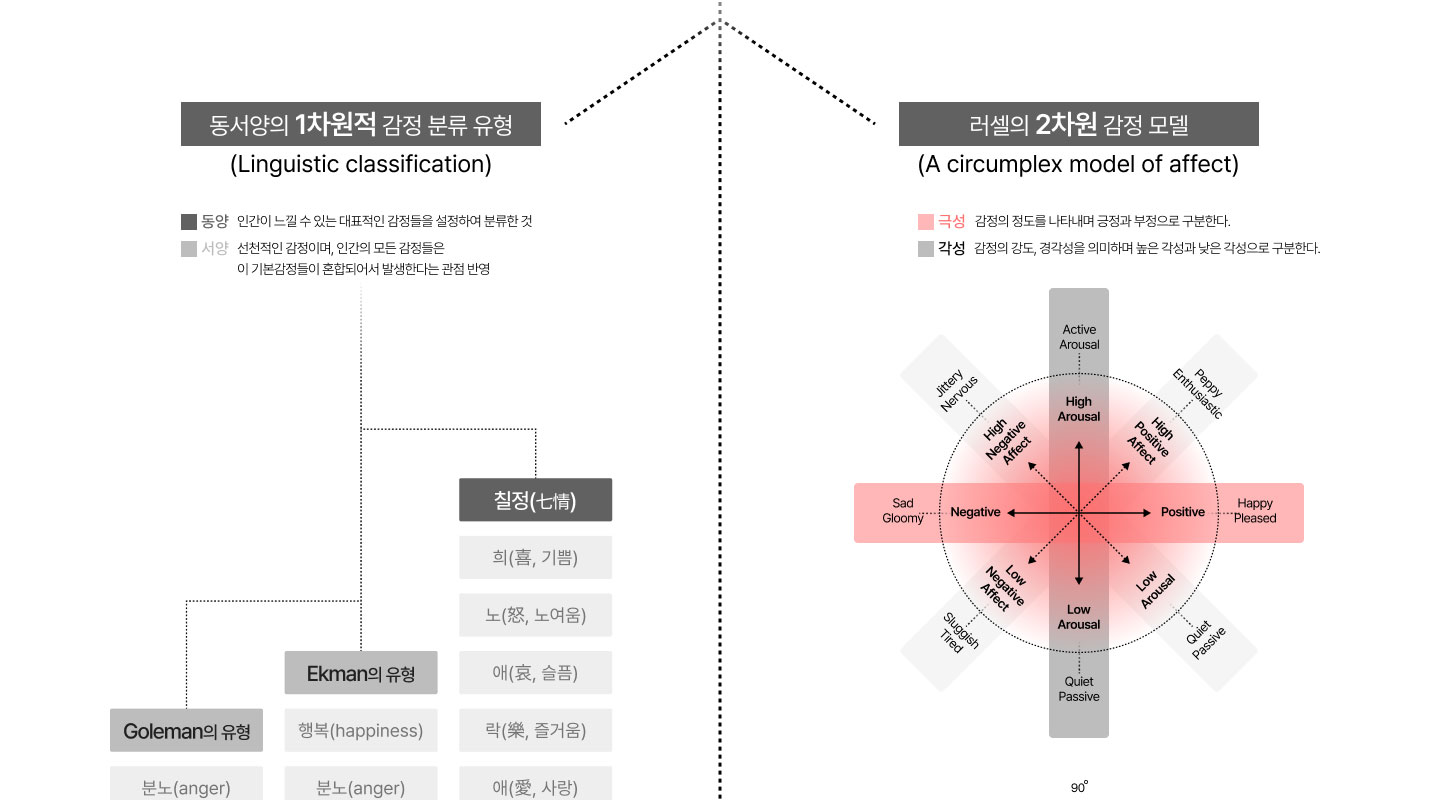 동서양의 1차원적 감정 분류 유형
(Linguistic classification)
동양 인간이 느낄 수 있는 대표적인 감정들을 설정하여 분류한 것
서양 선천적인 감정이며, 인간의 모든 감정들은
이 기본감정들이 혼합되어서 발생한다는 관점 반영
칠정(七情)
희(喜, 기쁨)
노(怒, 노여움)
애(哀, 슬픔)
락(樂, 즐거움)
애(愛, 사랑)
Ekman의 유형
행복(happiness)
분노(anger)
Goleman의 유형
분노(anger)
러셀의 2차원 감정 모델
(A circumplex model of affect)
극성 감정의 정도를 나타내며 긍정과 부정으로 구분한다.
각성 감정의 강도, 경각성을 의미하며 높은 각성과 낮은 각성으로 구분한다.
Active
Arousal
High
Arousal
Jittery
Nervous
High
Negative
Affect
Peppy
Enthusiastic
High
Positive
Affect
Sad
Gloomy
Negative
Positive
Happy
Pleased
Low
Negative
Affect
Sluggish
Tired
Low
Arousal
Quiet
Passive
Low
Arousal
Quiet
Passive
90°